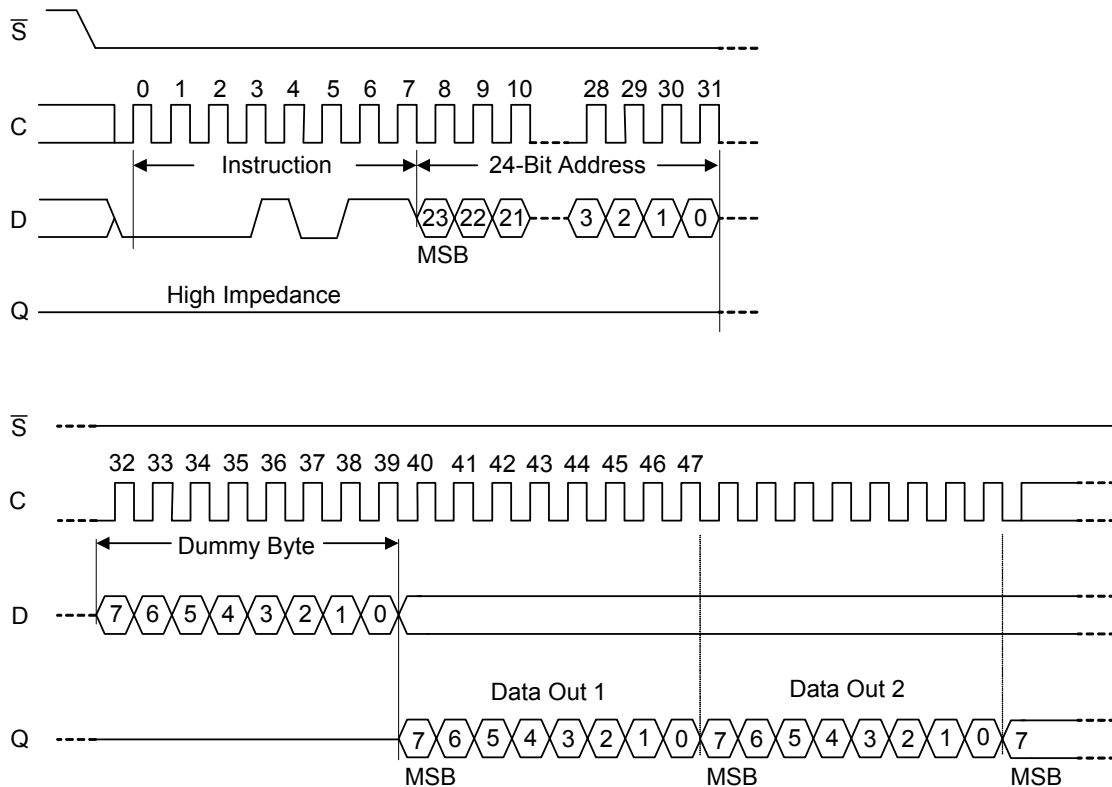 S̅
0 1 2 3 4 5 6 7 8 9 10 28 29 30 31
C
Instruction 24-Bit Address
D 23 22 21 3 2 1 0
MSB
High Impedance
Q
S̅
32 33 34 35 36 37 38 39 40 41 42 43 44 45 46 47
C
Dummy Byte
D 7 6 5 4 3 2 1 0
Data Out 1 Data Out 2
Q 7 6 5 4 3 2 1 0 7 6 5 4 3 2 1 0 7
MSB MSB MSB